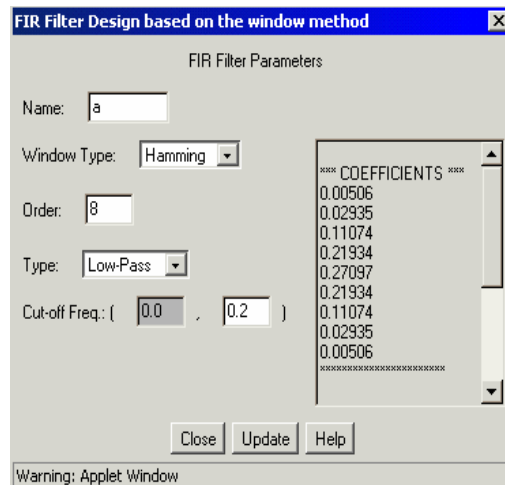 FIR Filter Design based on the window method
FIR Filter Parameters
Name: a
Window Type: Hamming
Order: 8
Type: Low-Pass
Cut-off Freq.: ( 0.0 , 0.2 )
*** COEFFICIENTS ***
0.00506
0.02935
0.11074
0.21934
0.27097
0.21934
0.11074
0.02935
0.00506
***********************
Close Update Help
Warning: Applet Window